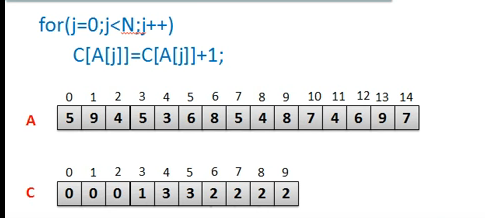 for(j=0;j<N;j++)
C[A[j]]=C[A[j]]+1;
0 1 2 3 4 5 6 7 8 9 10 11 12 13 14
A 5 9 4 5 3 6 8 5 4 8 7 4 6 9 7
0 1 2 3 4 5 6 7 8 9
C 0 0 0 1 3 3 2 2 2 2